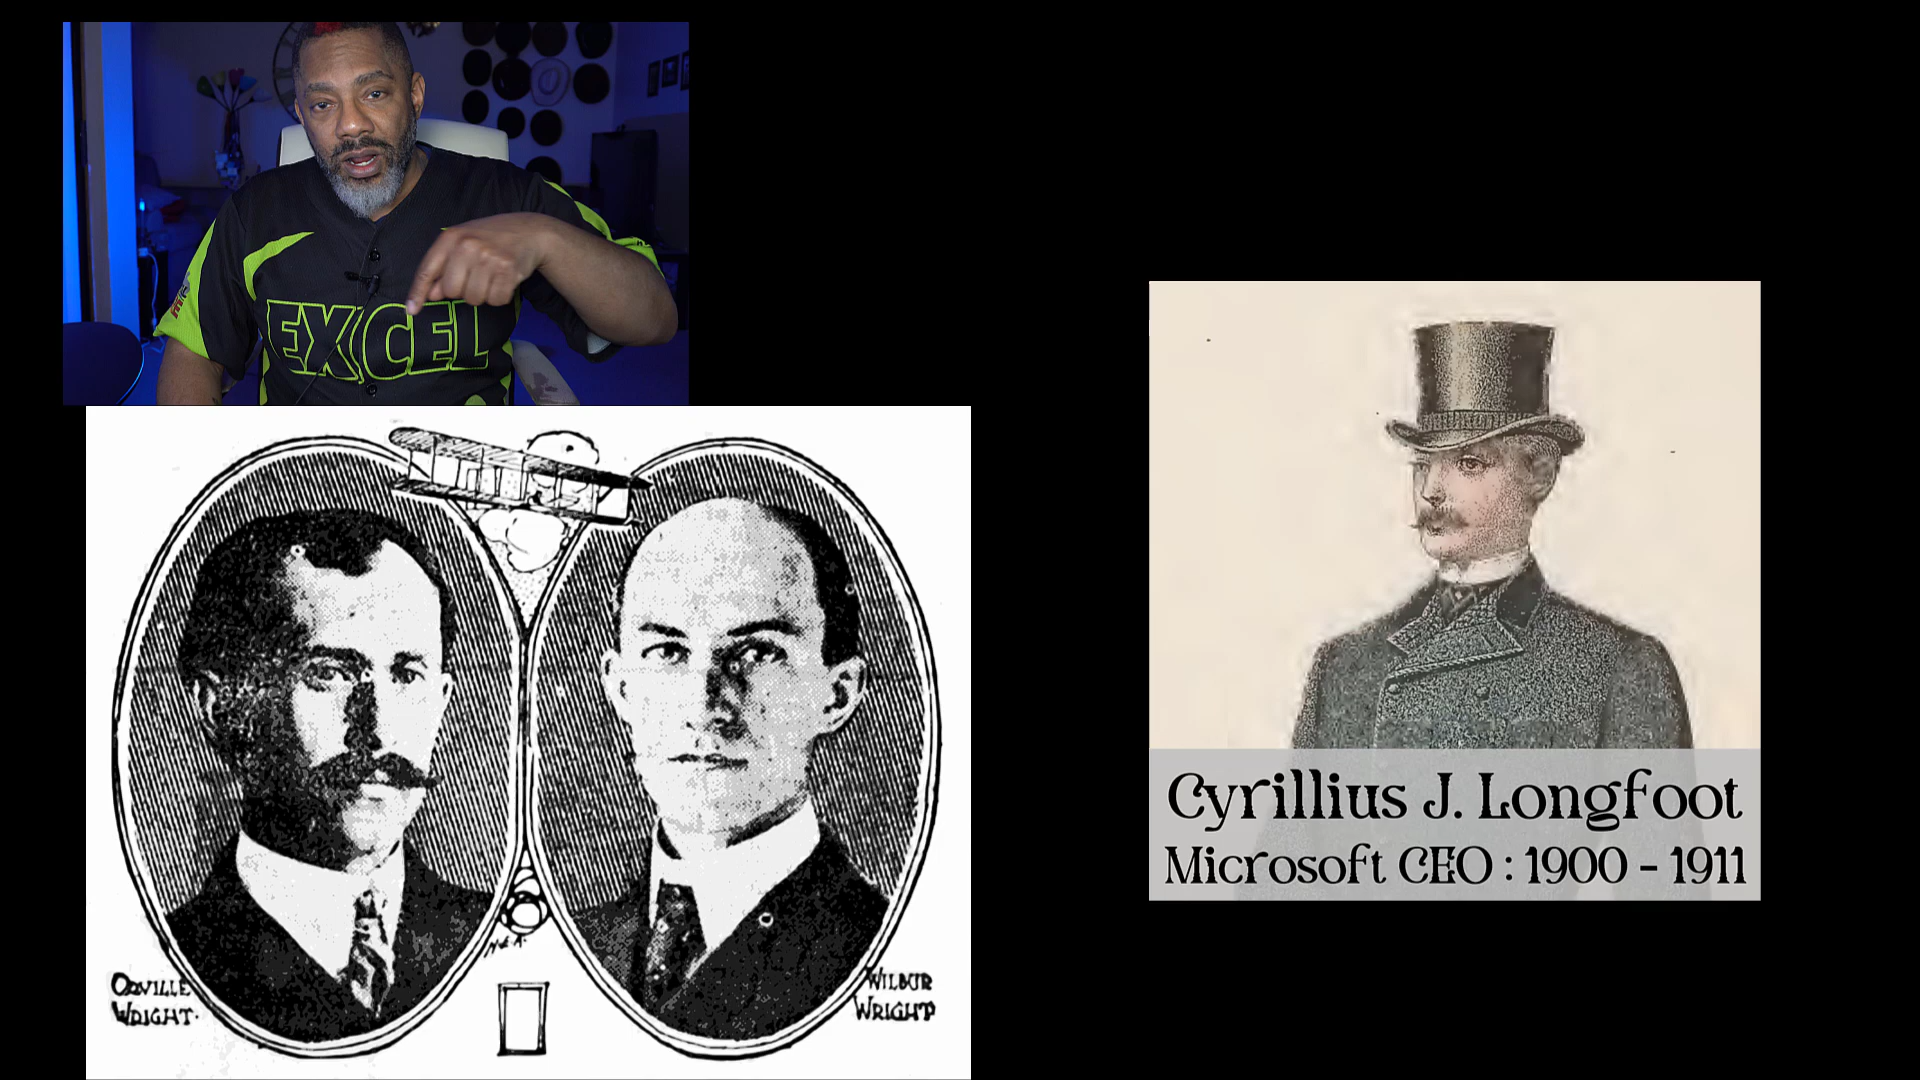 EXCEL
ORVILLE
WRIGHT.
WILBUR
WRIGHT
Cyrillius J. Longfoot
Microsoft CEO : 1900 - 1911